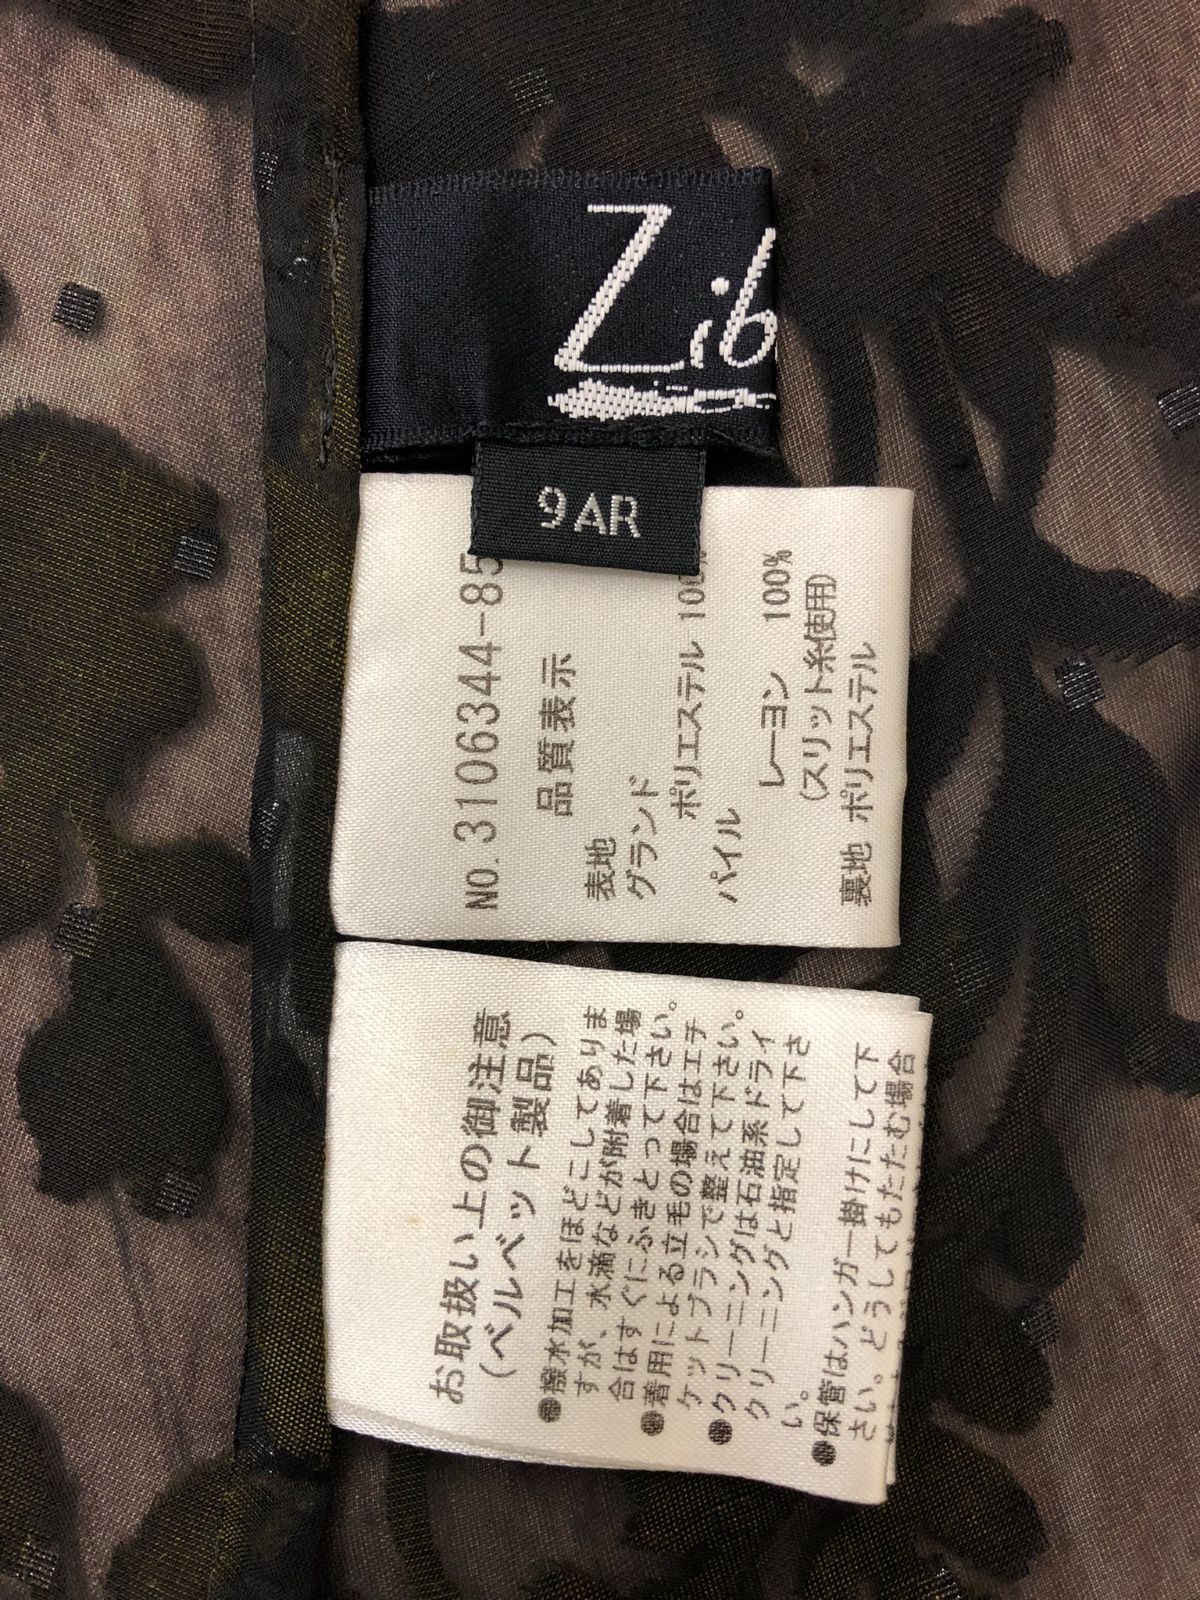 Zib
9AR
NO.3106344-85
品質表示
表地
グランド
ポリエステル 100%
パイル
レーヨン 100%
(スリット糸使用)
裏地 ポリエステル
お取扱い上の御注意
(ベルベット製品)
●撥水加工をほどこしてありま
すが、水滴などが附着した場
合はすぐにふきとって下さい。
●着用による立毛の場合はエチ
ケットブラシで整えて下さい。
●クリーニングは石油系ドライ
クリーニングと指定して下さ
い。
●保管はハンガー掛けにして下
さい。どうしてもたたむ場合